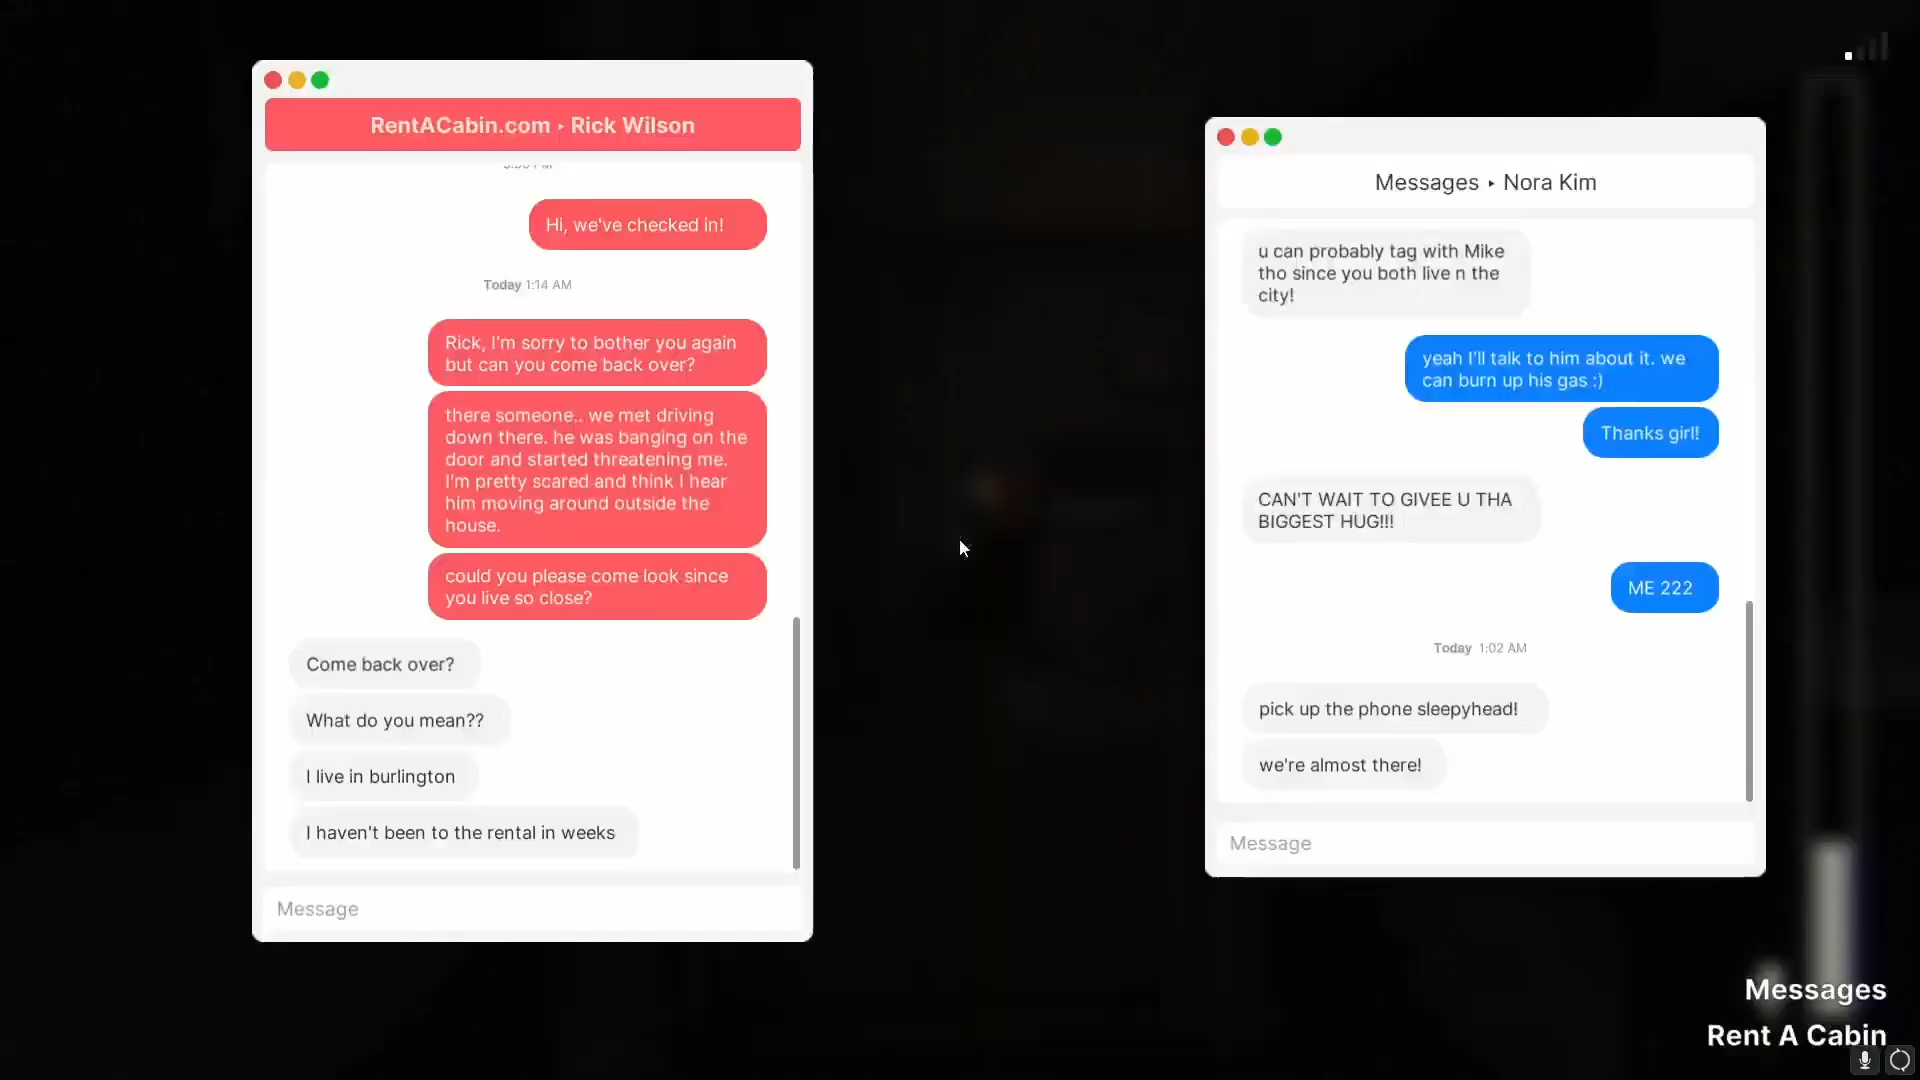 RentACabin.com ‣ Rick Wilson
Hi, we've checked in!
Today 1:14 AM
Rick, I'm sorry to bother you again
but can you come back over?
there someone.. we met driving
down there. he was banging on the
door and started threatening me.
I'm pretty scared and think I hear
him moving around outside the
house.
could you please come look since
you live so close?
Come back over?
What do you mean??
I live in burlington
I haven't been to the rental in weeks
Message
Messages ‣ Nora Kim
u can probably tag with Mike
tho since you both live n the
city!
yeah I'll talk to him about it. we
can burn up his gas :)
Thanks girl!
CAN'T WAIT TO GIVEE U THA
BIGGEST HUG!!!
ME 222
Today 1:02 AM
pick up the phone sleepyhead!
we're almost there!
Message
Messages
Rent A Cabin